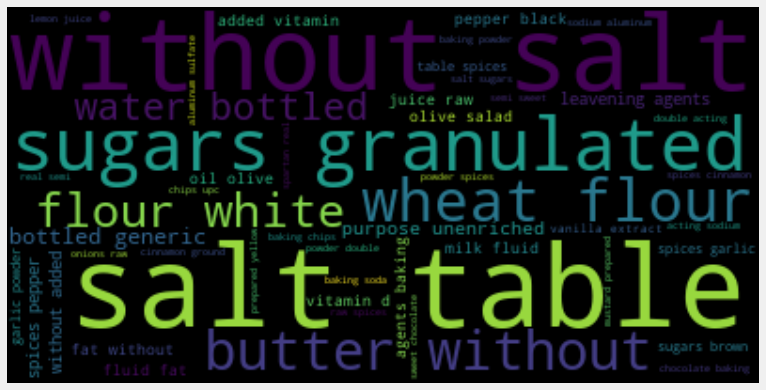 lemon juice
added vitamin
pepper black
sodium aluminum
without salt
baking powder
table spices
salt sugars
aluminum sulfate
water bottled
juice raw
semi sweet
leavening agents
olive salad
double acting
sugars granulated
spartan real
real semi
oil olive
powder spices
spices cinnamon
chips upc
flour white
wheat flour
bottled generic
baking chips
purpose unenriched
vanilla extract
acting sodium
onions raw
cinnamon ground
powder double
milk fluid
spices garlic
prepared yellow
agents baking
mustard prepared
garlic powder
spices pepper
without added
salt table
baking soda
vitamin d
raw spices
sweet chocolate
fat without
butter without
sugars brown
fluid fat
chocolate baking